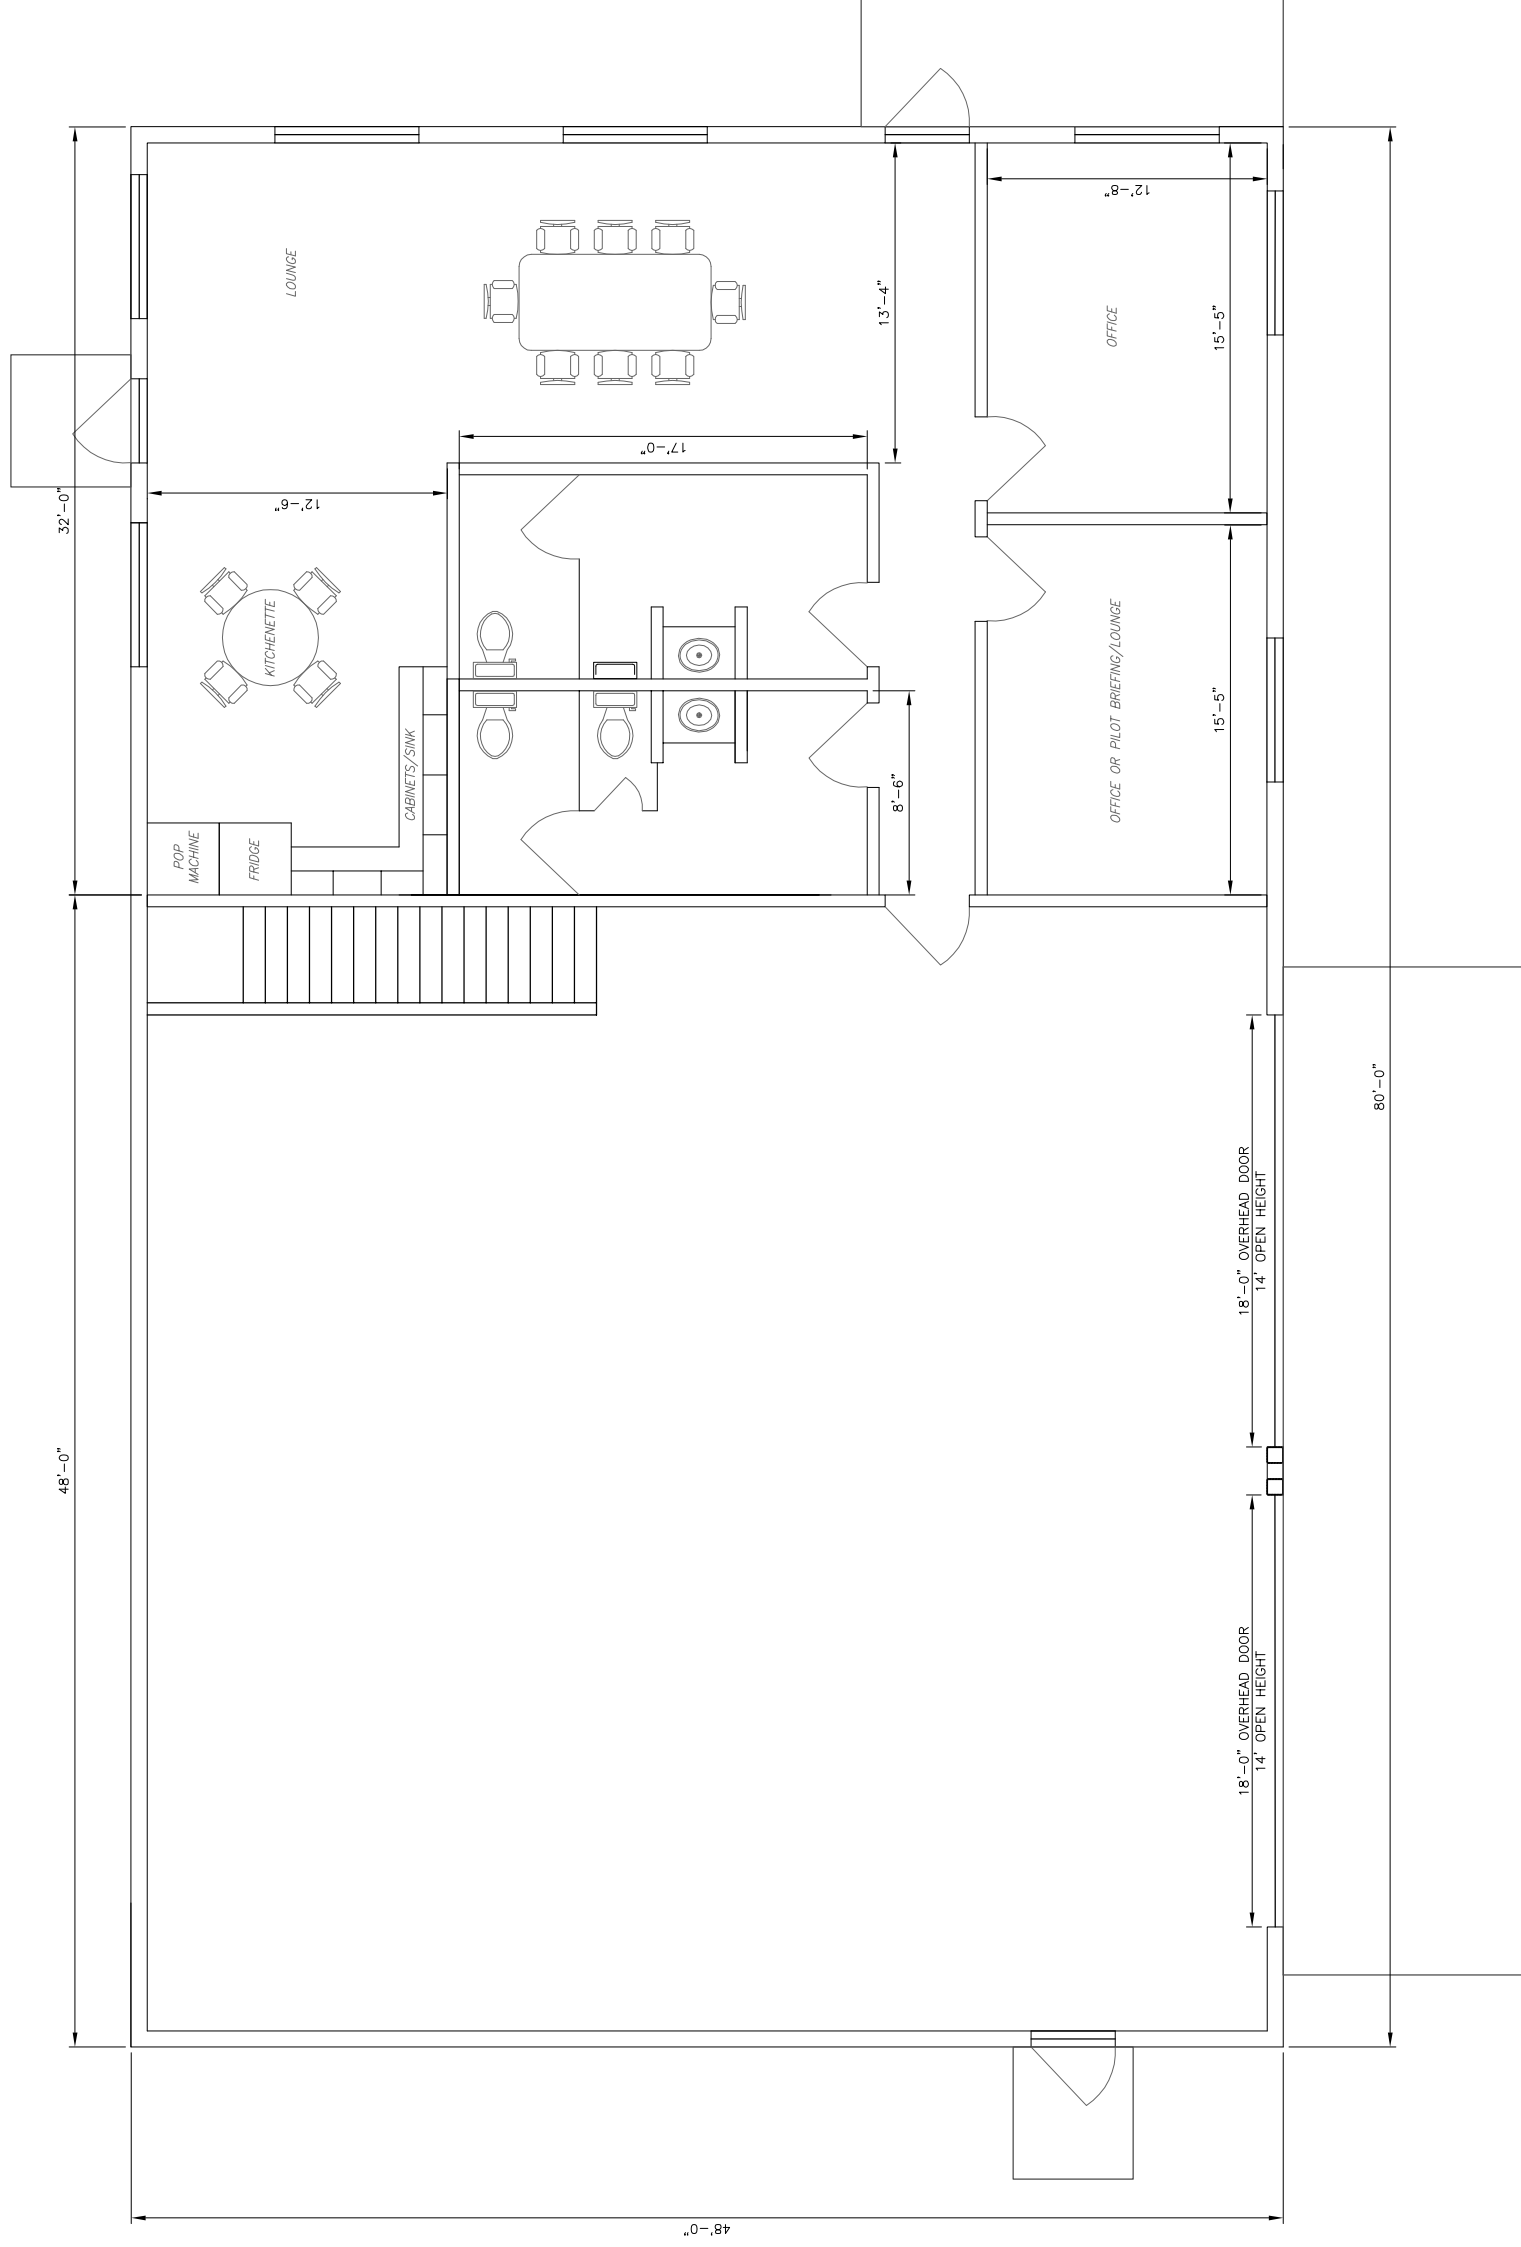 LOUNGE
12'-8"
13'-4"
OFFICE
15'-5"
17'-0"
32'-0"
12'-6"
KITCHENETTE
OFFICE OR PILOT BRIEFING/LOUNGE
15'-5"
CABINETS/SINK
8'-6"
POP
MACHINE
FRIDGE
80'-0"
18'-0" OVERHEAD DOOR
14' OPEN HEIGHT
48'-0"
18'-0" OVERHEAD DOOR
14' OPEN HEIGHT
48'-0"